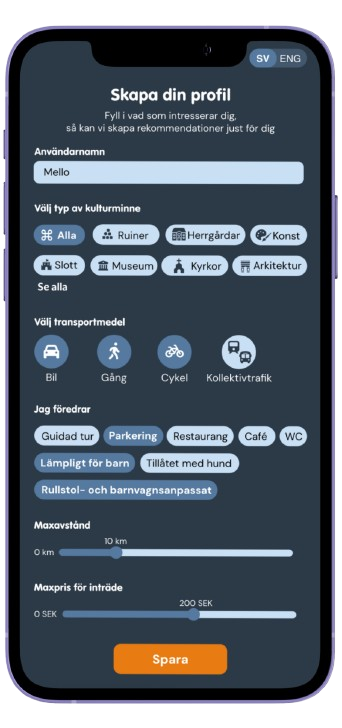 SV ENG
Skapa din profil
Fyll i vad som intresserar dig,
så kan vi skapa rekommendationer just för dig
Användarnamn
Mello
Välj typ av kulturminne
Alla Ruiner Herrgårdar Konst
Slott Museum Kyrkor Arkitektur
Se alla
Välj transportmedel
Bil Gång Cykel Kollektivtrafik
Jag föredrar
Guidad tur Parkering Restaurang Café WC
Lämpligt för barn Tillåtet med hund
Rullstol- och barnvagnsanpassat
Maxavstånd
10 km
0 km
Maxpris för inträde
200 SEK
0 SEK
Spara